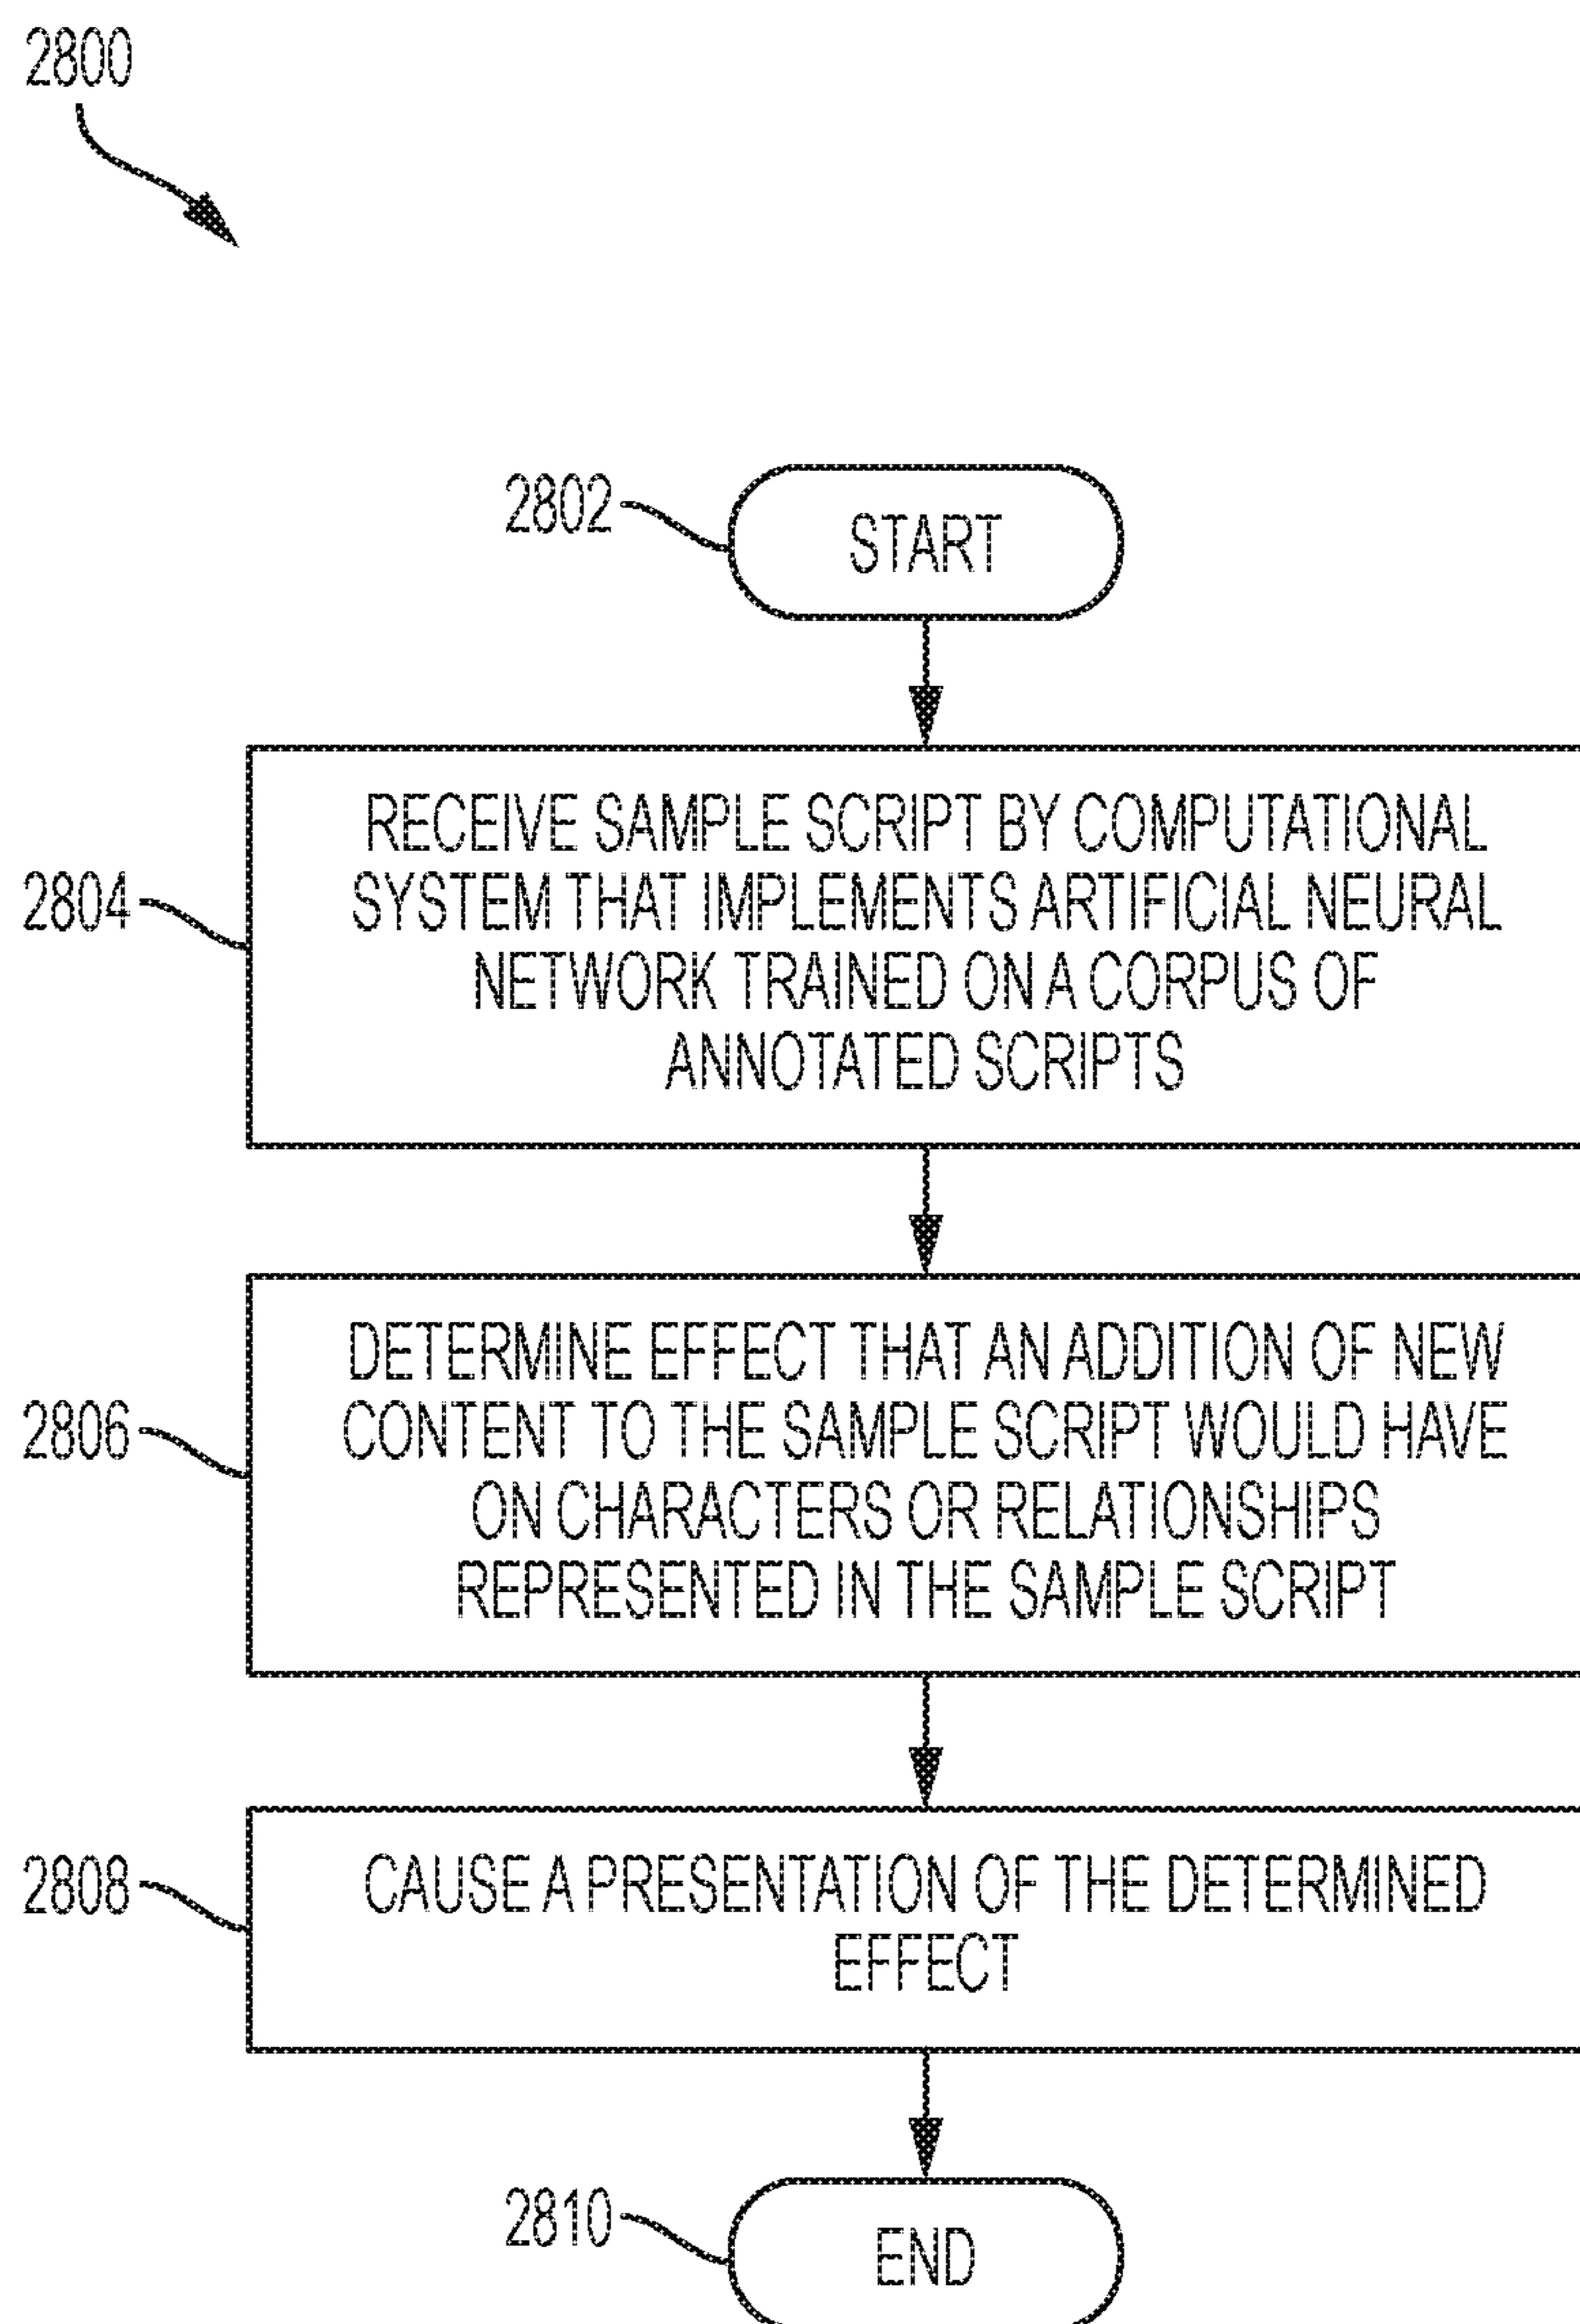 2800
2802
START
2804
RECEIVE SAMPLE SCRIPT BY COMPUTATIONAL
SYSTEM THAT IMPLEMENTS ARTIFICIAL NEURAL
NETWORK TRAINED ON A CORPUS OF
ANNOTATED SCRIPTS
2806
DETERMINE EFFECT THAT AN ADDITION OF NEW
CONTENT TO THE SAMPLE SCRIPT WOULD HAVE
ON CHARACTERS OR RELATIONSHIPS
REPRESENTED IN THE SAMPLE SCRIPT
2808
CAUSE A PRESENTATION OF THE DETERMINED
EFFECT
2810
END